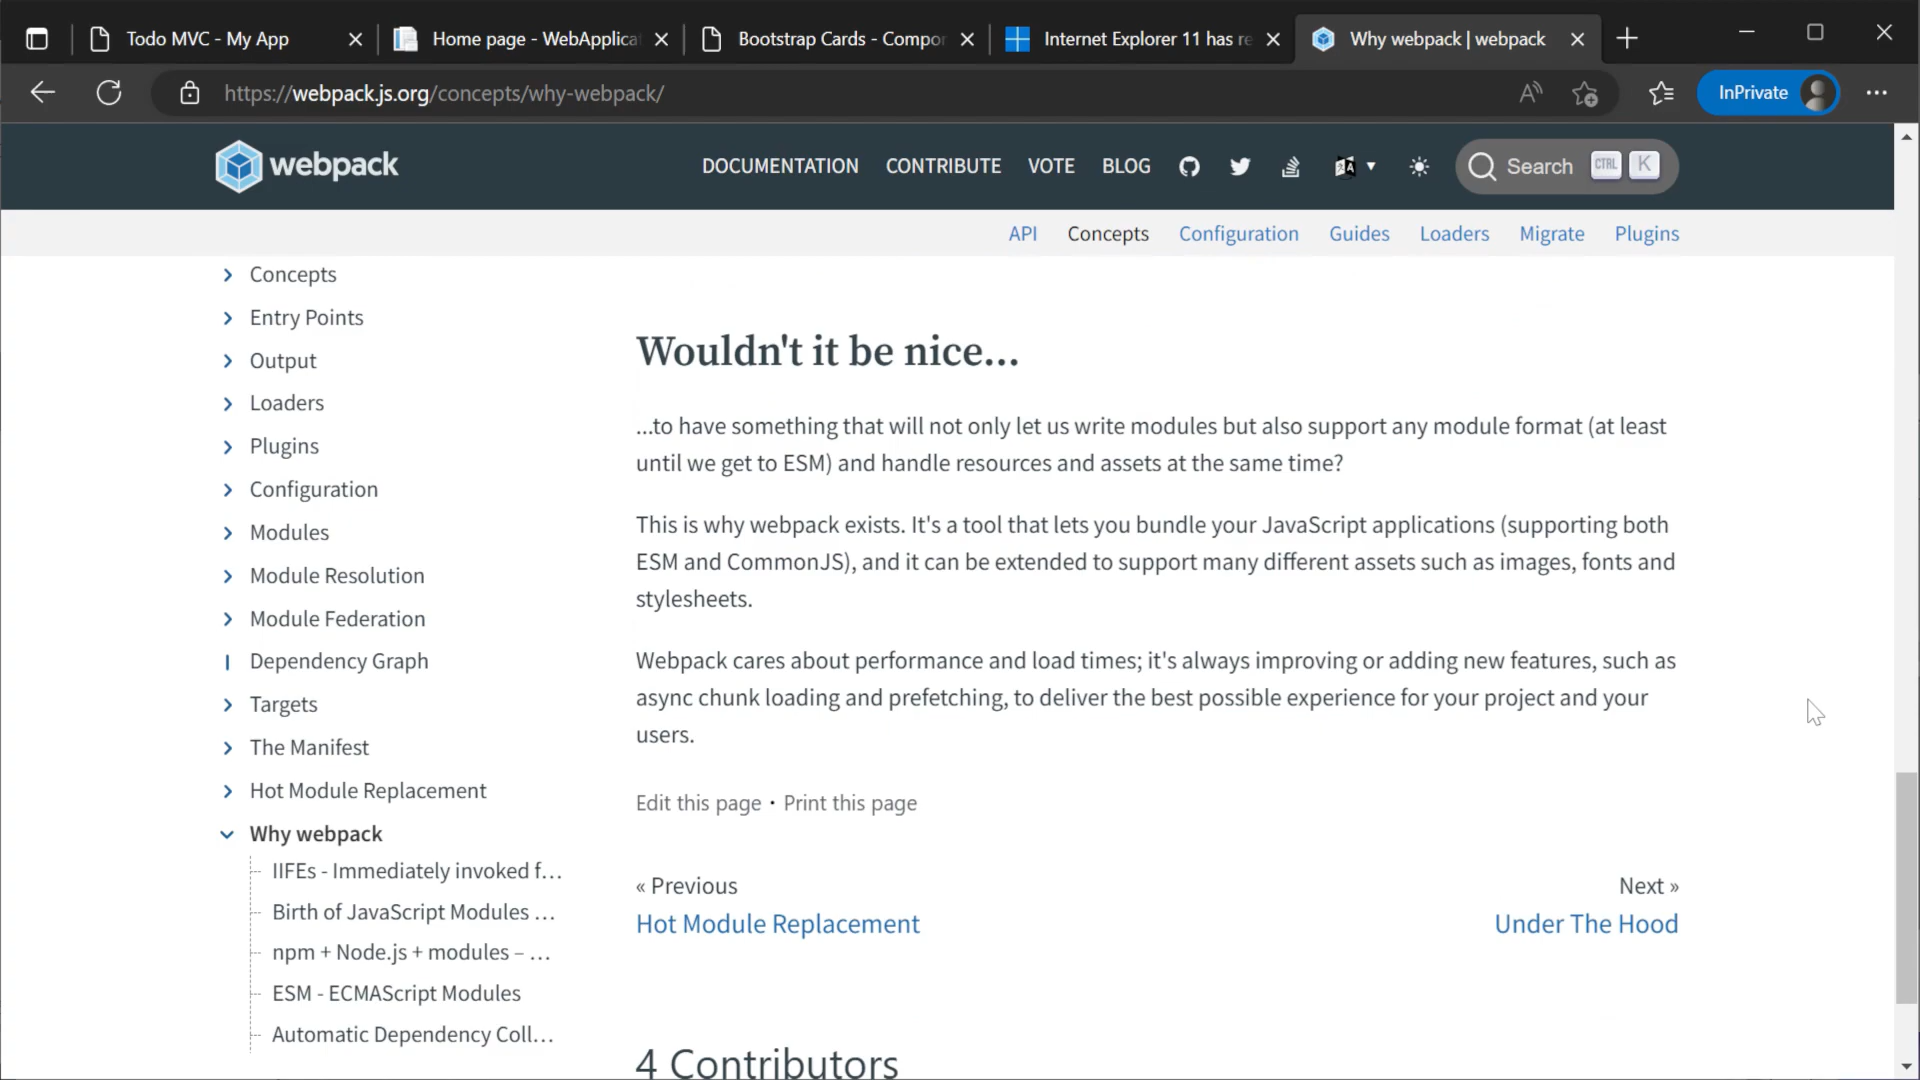 Todo MVC - My App
Home page - WebApplica
Bootstrap Cards - Compo
Internet Explorer 11 has re
Why webpack | webpack
https://webpack.js.org/concepts/why-webpack/
A
InPrivate
webpack
DOCUMENTATION
CONTRIBUTE
VOTE
BLOG
Search
CTRL
K
API
Concepts
Configuration
Guides
Loaders
Migrate
Plugins
Concepts
Entry Points
Output
Loaders
Plugins
Configuration
Modules
Module Resolution
Module Federation
Dependency Graph
Targets
The Manifest
Hot Module Replacement
Why webpack
IIFEs - Immediately invoked f…
Birth of JavaScript Modules …
npm + Node.js + modules – …
ESM - ECMAScript Modules
Automatic Dependency Coll…
Wouldn't it be nice…
...to have something that will not only let us write modules but also support any module format (at least
until we get to ESM) and handle resources and assets at the same time?
This is why webpack exists. It's a tool that lets you bundle your JavaScript applications (supporting both
ESM and CommonJS), and it can be extended to support many different assets such as images, fonts and
stylesheets.
Webpack cares about performance and load times; it's always improving or adding new features, such as
async chunk loading and prefetching, to deliver the best possible experience for your project and your
users.
Edit this page • Print this page
« Previous
Hot Module Replacement
Next »
Under The Hood
4 Contributors